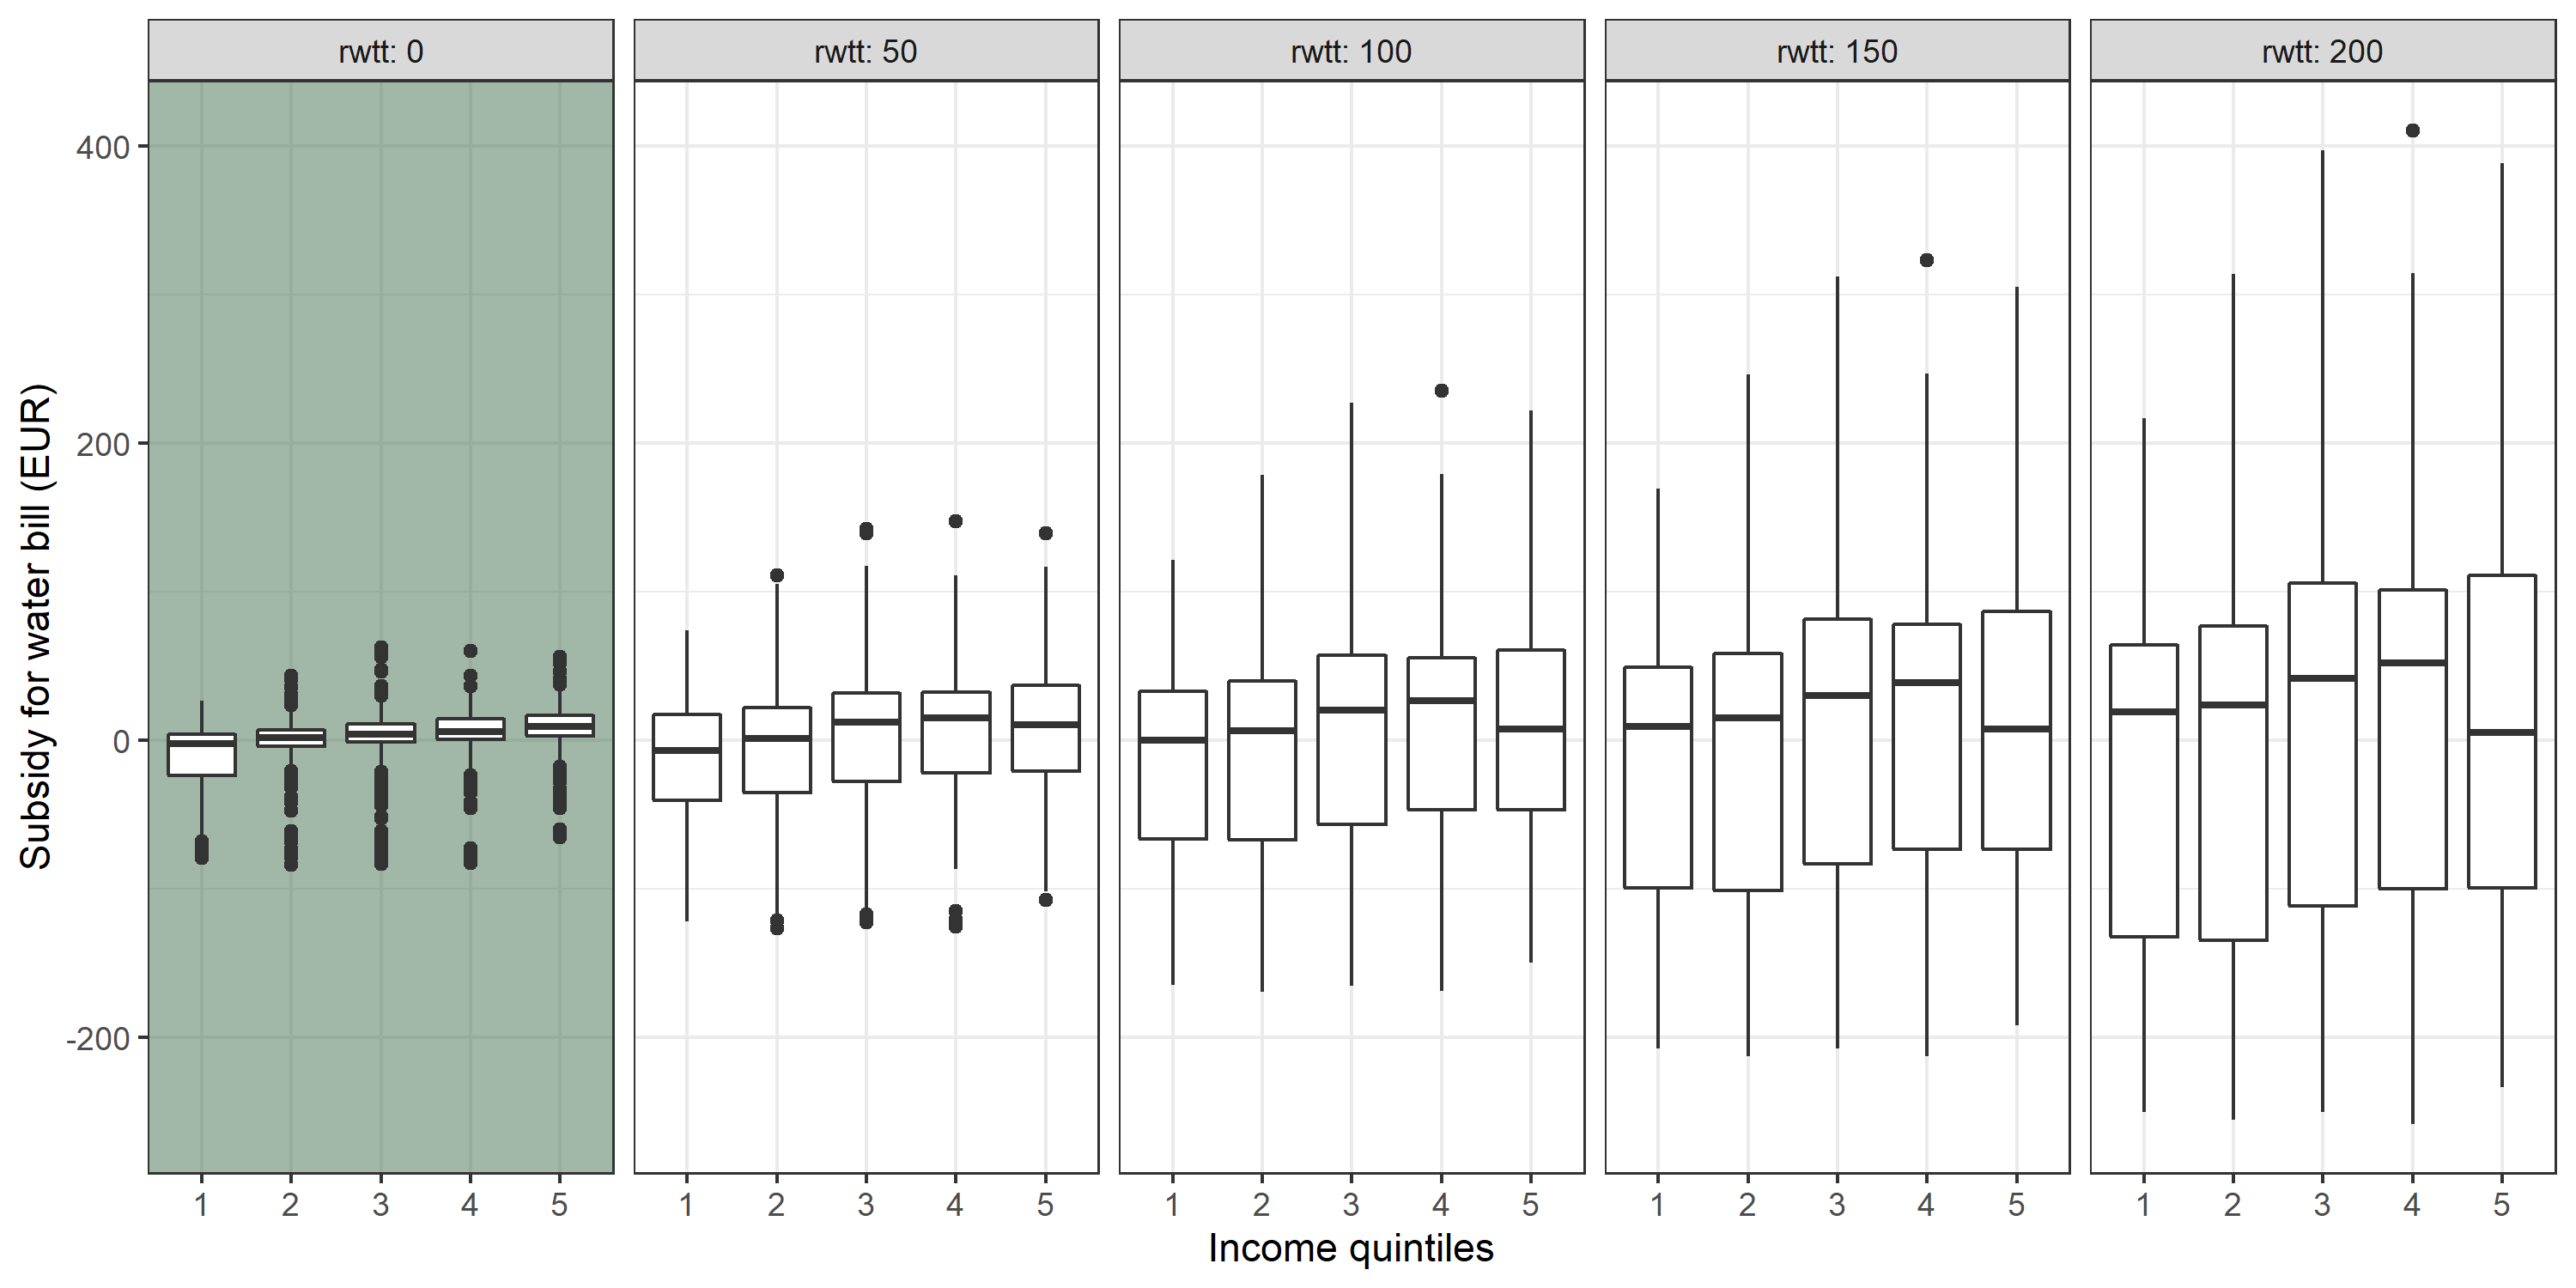 rwtt: 0 rwtt: 50 rwtt: 100 rwtt: 150 rwtt: 200
Subsidy for water bill (EUR)
400
200
0
-200
1 2 3 4 5 1 2 3 4 5 1 2 3 4 5 1 2 3 4 5 1 2 3 4 5
Income quintiles